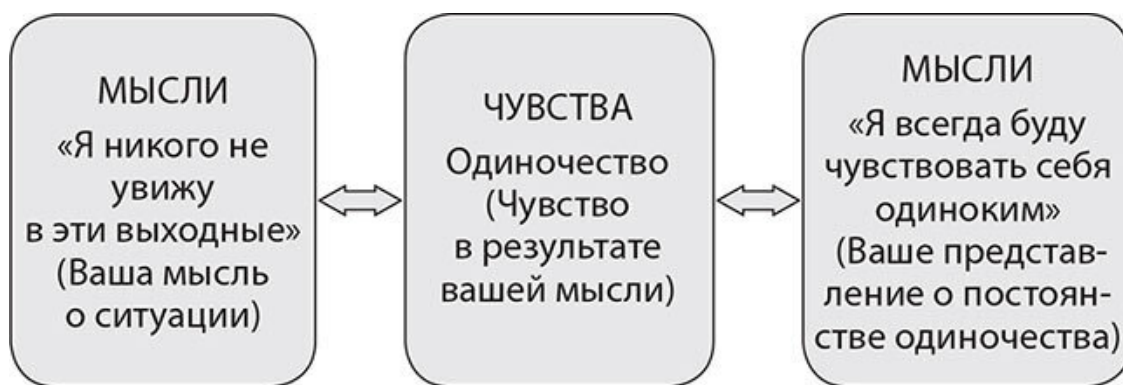 МЫСЛИ
«Я никого не
увижу
в эти выходные»
(Ваша мысль
о ситуации)
ЧУВСТВА
Одиночество
(Чувство
в результате
вашей мысли)
МЫСЛИ
«Я всегда буду
чувствовать себя
одиноким»
(Ваше представ-
ление о постоян-
стве одиночества)